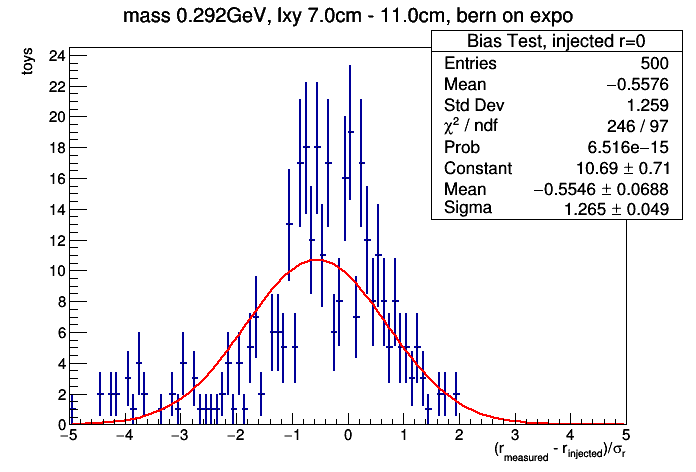 mass 0.292GeV, lxy 7.0cm - 11.0cm, bern on expo
Bias Test, injected r=0
Entries 500
Mean −0.5576
Std Dev 1.259
χ² / ndf 246 / 97
Prob 6.516e−15
Constant 10.69 ± 0.71
Mean −0.5546 ± 0.0688
Sigma 1.265 ± 0.049
toys
24
22
20
18
16
14
12
10
8
6
4
2
0
−5 −4 −3 −2 −1 0 1 2 3 4 5
(r_measured - r_injected)/σ_r